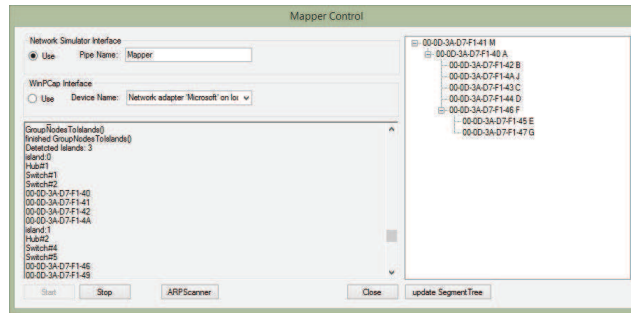 Mapper Control
Network Simulator Interface
Use Pipe Name: Mapper
WinPCap Interface
Use Device Name: Network adapter 'Microsoft' on loc
GroupNodesToIslands()
finished GroupNodesToIslands()
Detetcted Islands: 3
island:0
Hub#1
Switch#1
Switch#2
00-0D-3A-D7-F1-40
00-0D-3A-D7-F1-41
00-0D-3A-D7-F1-42
00-0D-3A-D7-F1-4A
island:1
Hub#2
Switch#4
Switch#5
00-0D-3A-D7-F1-46
00-0D-3A-D7-F1-49
Start Stop ARPScanner Close update SegmentTree
00-0D-3A-D7-F1-41 M
00-0D-3A-D7-F1-40 A
00-0D-3A-D7-F1-42 B
00-0D-3A-D7-F1-4A J
00-0D-3A-D7-F1-43 C
00-0D-3A-D7-F1-44 D
00-0D-3A-D7-F1-46 F
00-0D-3A-D7-F1-45 E
00-0D-3A-D7-F1-47 G